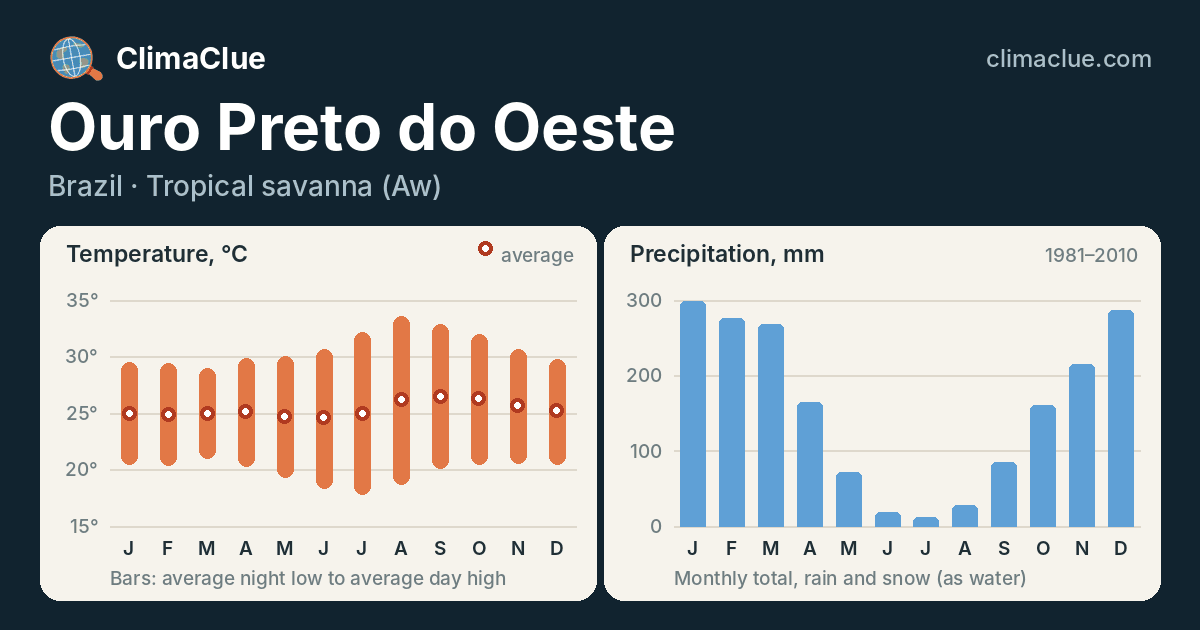 ClimaClue
climaclue.com
Ouro Preto do Oeste
Brazil · Tropical savanna (Aw)
Temperature, °C
average
35°
30°
25°
20°
15°
J F M A M J J A S O N D
Bars: average night low to average day high
Precipitation, mm
1981–2010
300
200
100
0
J F M A M J J A S O N D
Monthly total, rain and snow (as water)